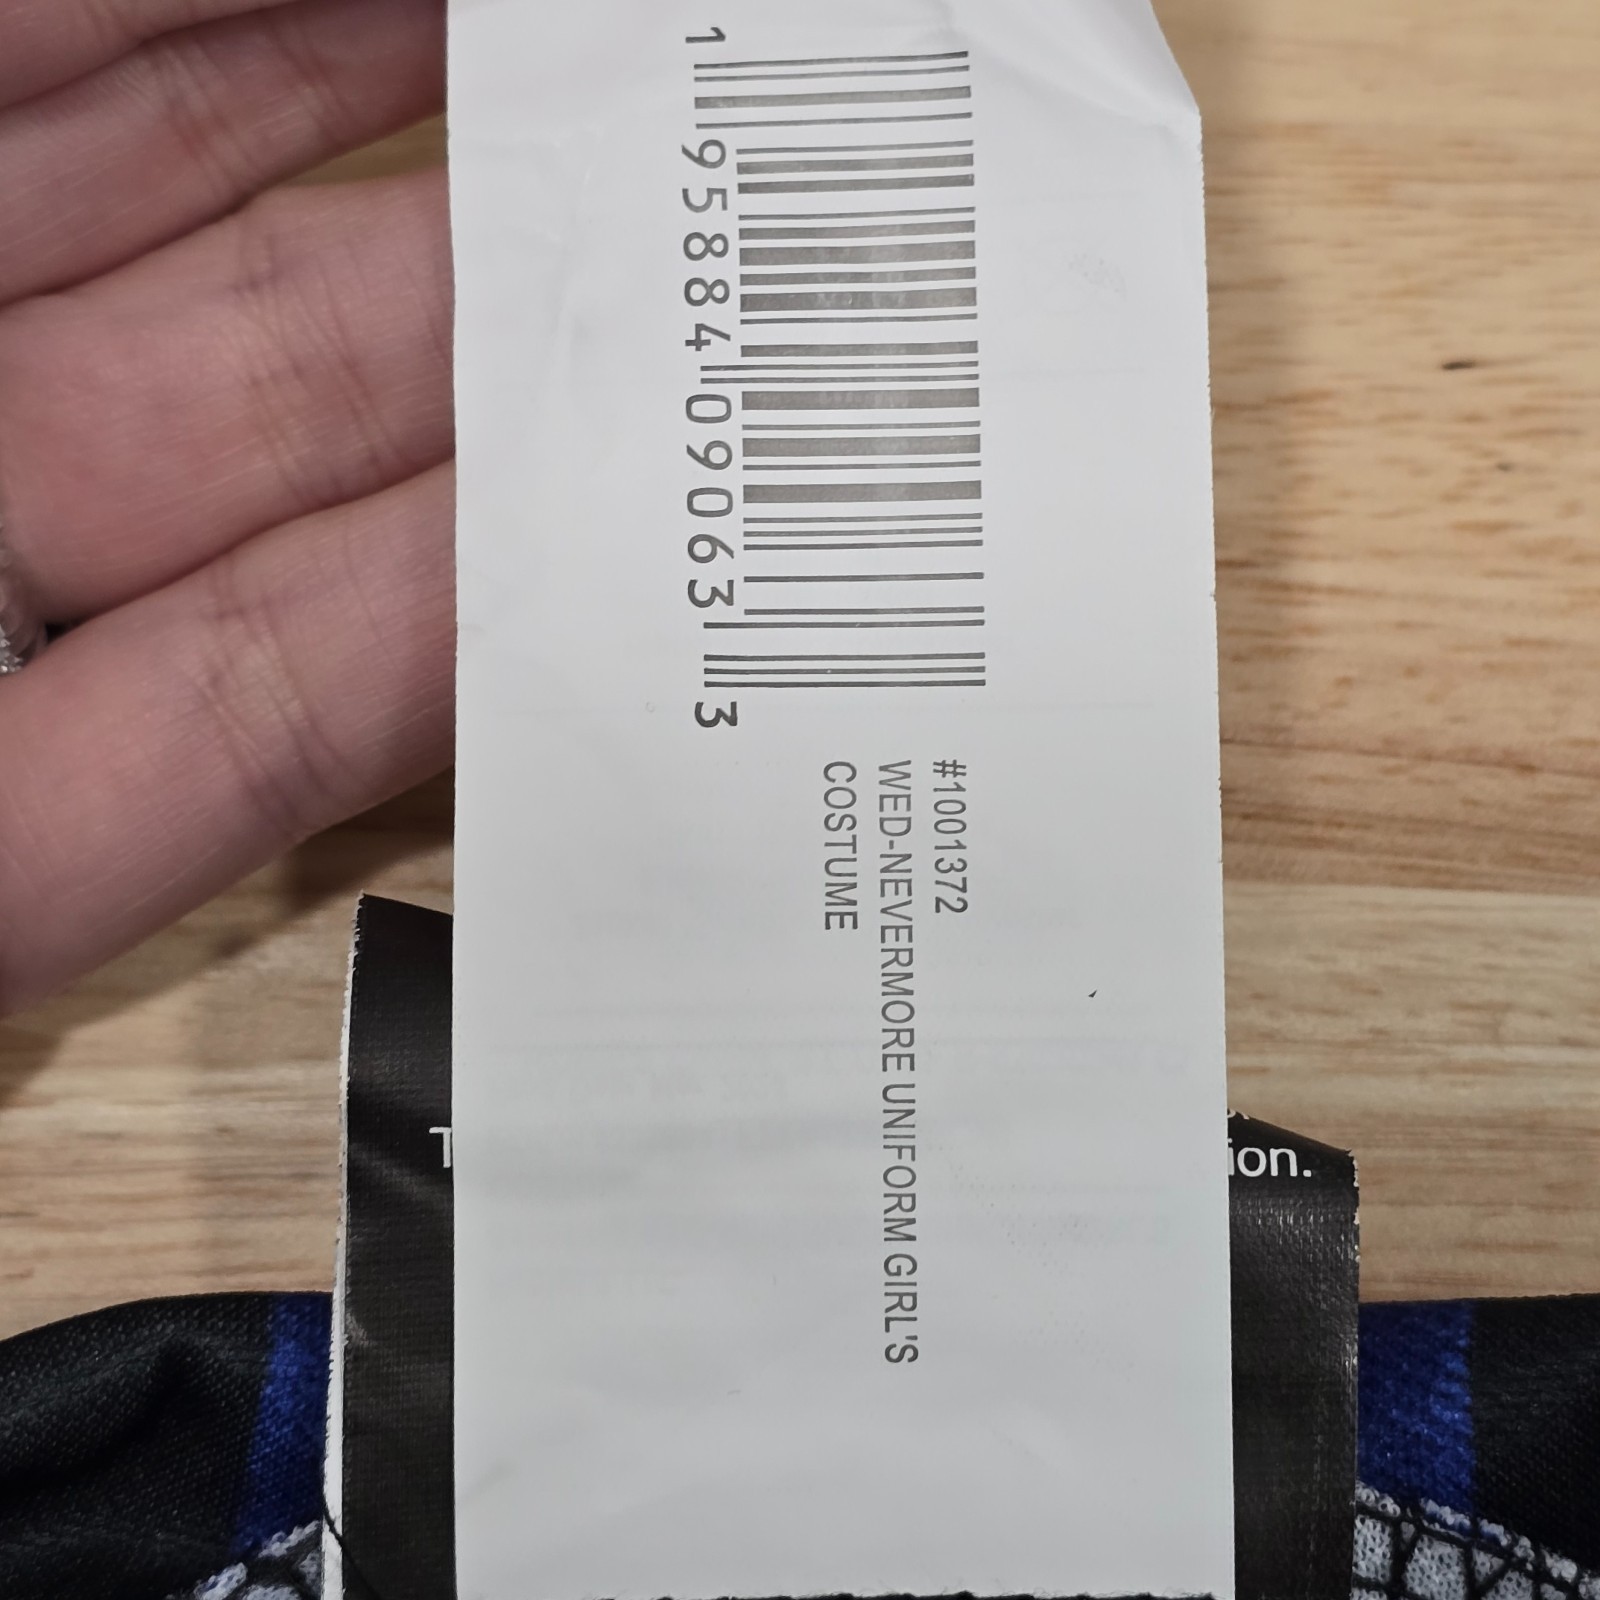 1 95884 09063 3
#1001372
WED-NEVERMORE UNIFORM GIRL'S
COSTUME
ion.